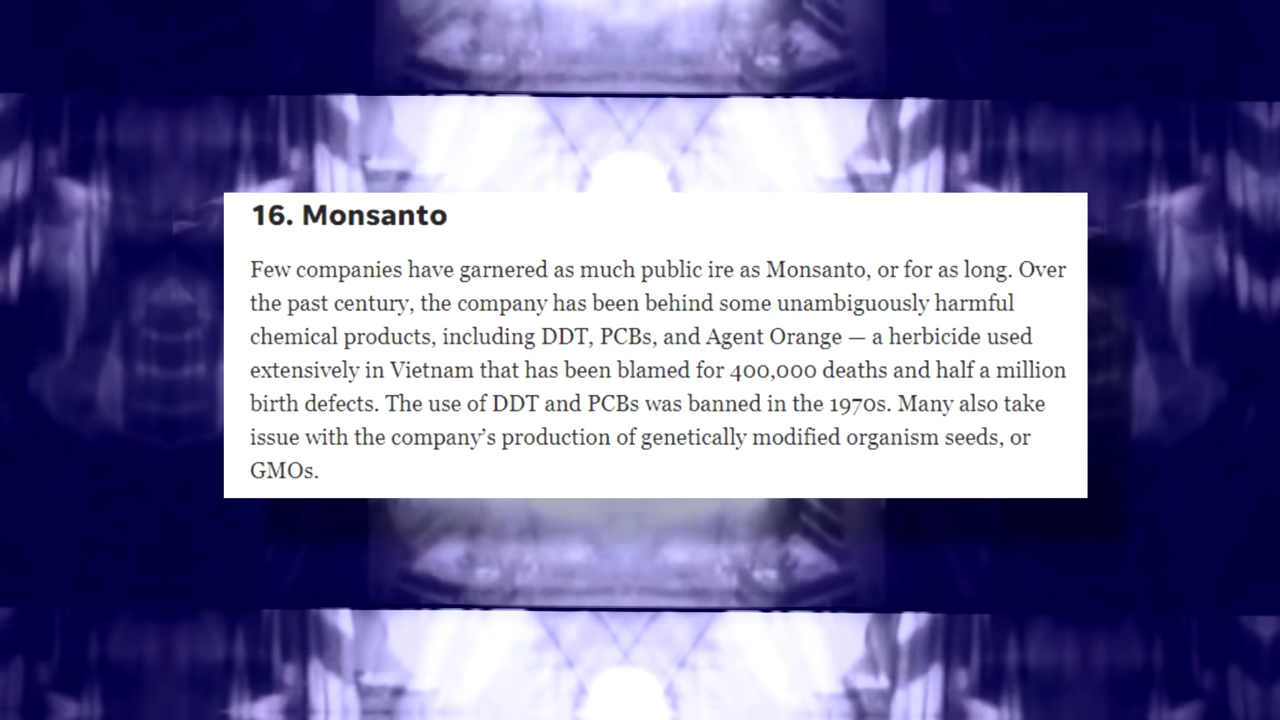 16. Monsanto
Few companies have garnered as much public ire as Monsanto, or for as long. Over
the past century, the company has been behind some unambiguously harmful
chemical products, including DDT, PCBs, and Agent Orange — a herbicide used
extensively in Vietnam that has been blamed for 400,000 deaths and half a million
birth defects. The use of DDT and PCBs was banned in the 1970s. Many also take
issue with the company’s production of genetically modified organism seeds, or
GMOs.